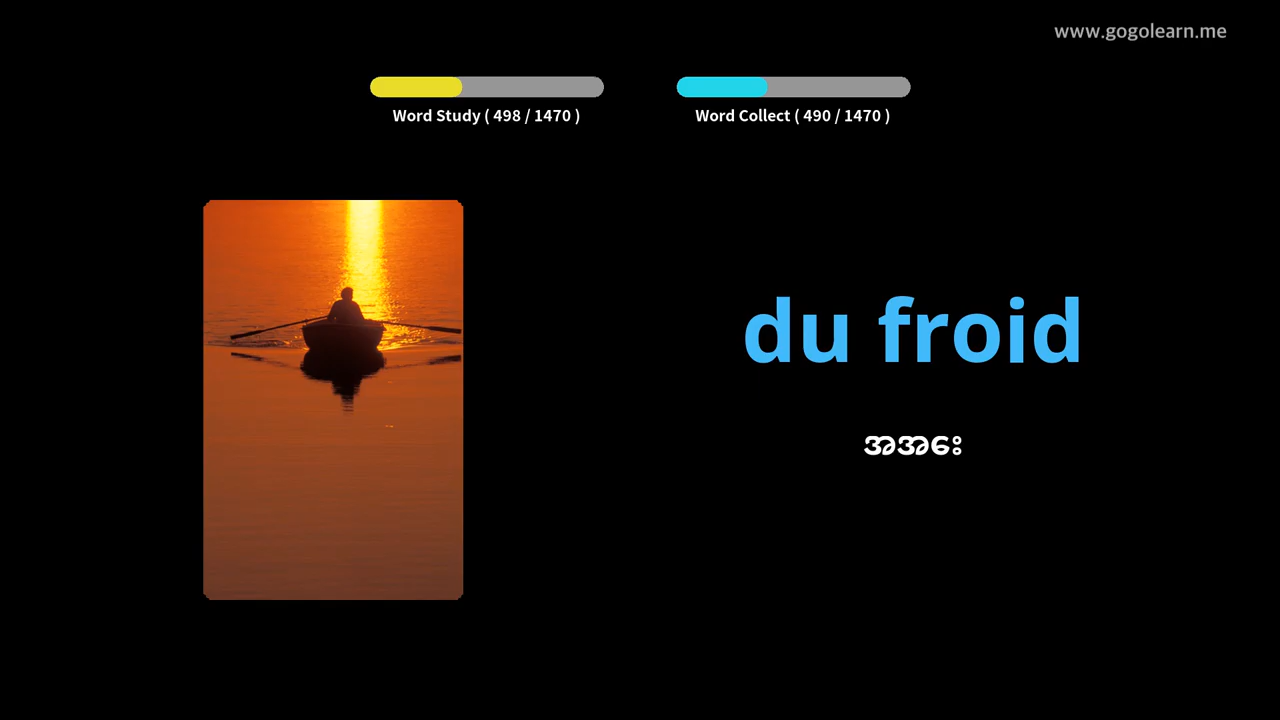 www.gogolearn.me
Word Study ( 498 / 1470 )
Word Collect ( 490 / 1470 )
du froid
အအေး